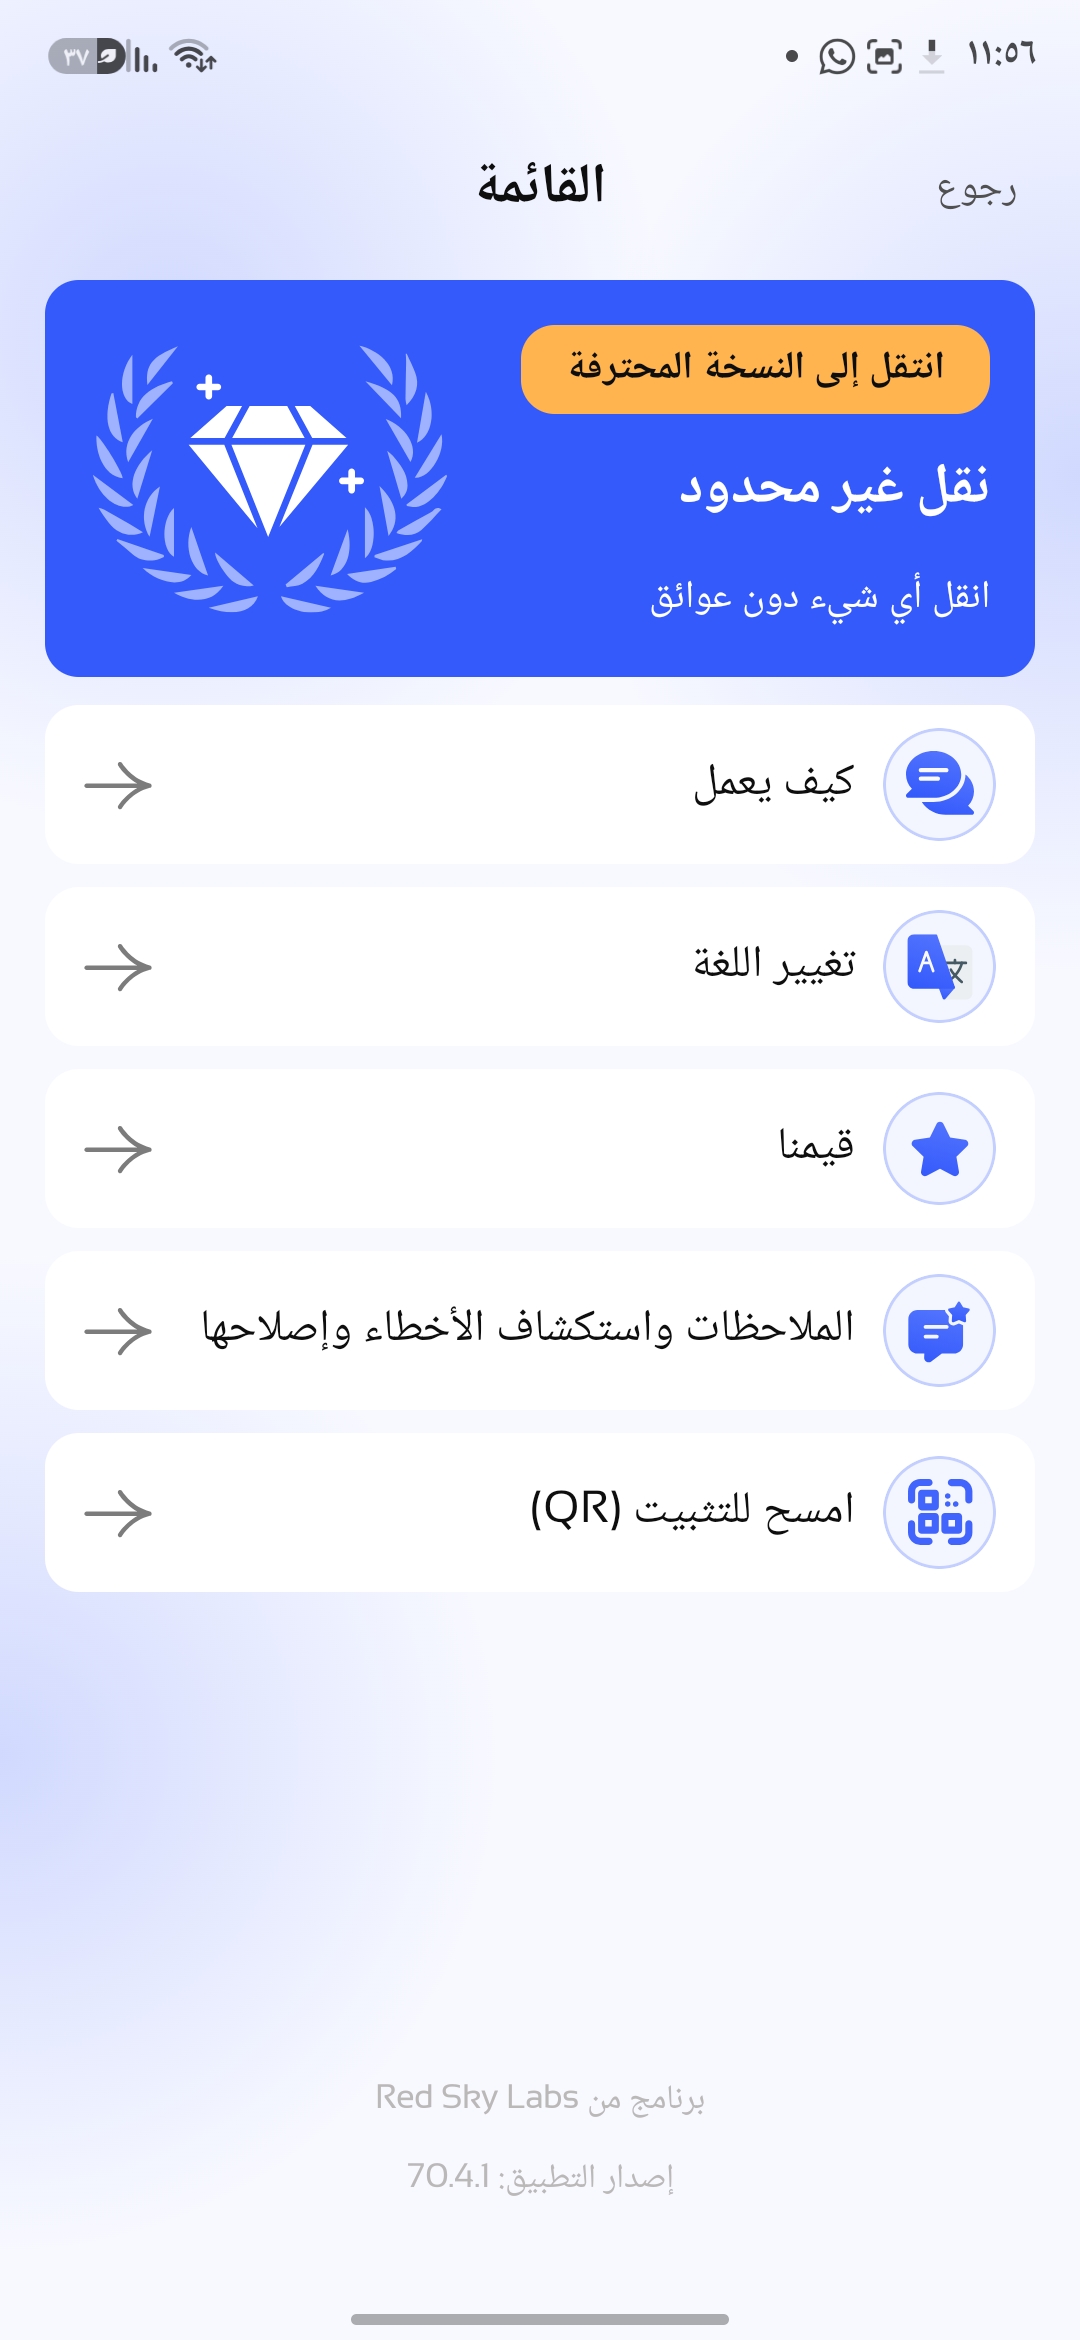 ١١:٥٦
٣٧
رجوع
القائمة
انتقل إلى النسخة المحترفة
نقل غير محدود
انقل أي شيء دون عوائق
كيف يعمل
تغيير اللغة
قيمنا
الملاحظات واستكشاف الأخطاء وإصلاحها
امسح للتثبيت (QR)
برنامج من Red Sky Labs
إصدار التطبيق: 70.4.1